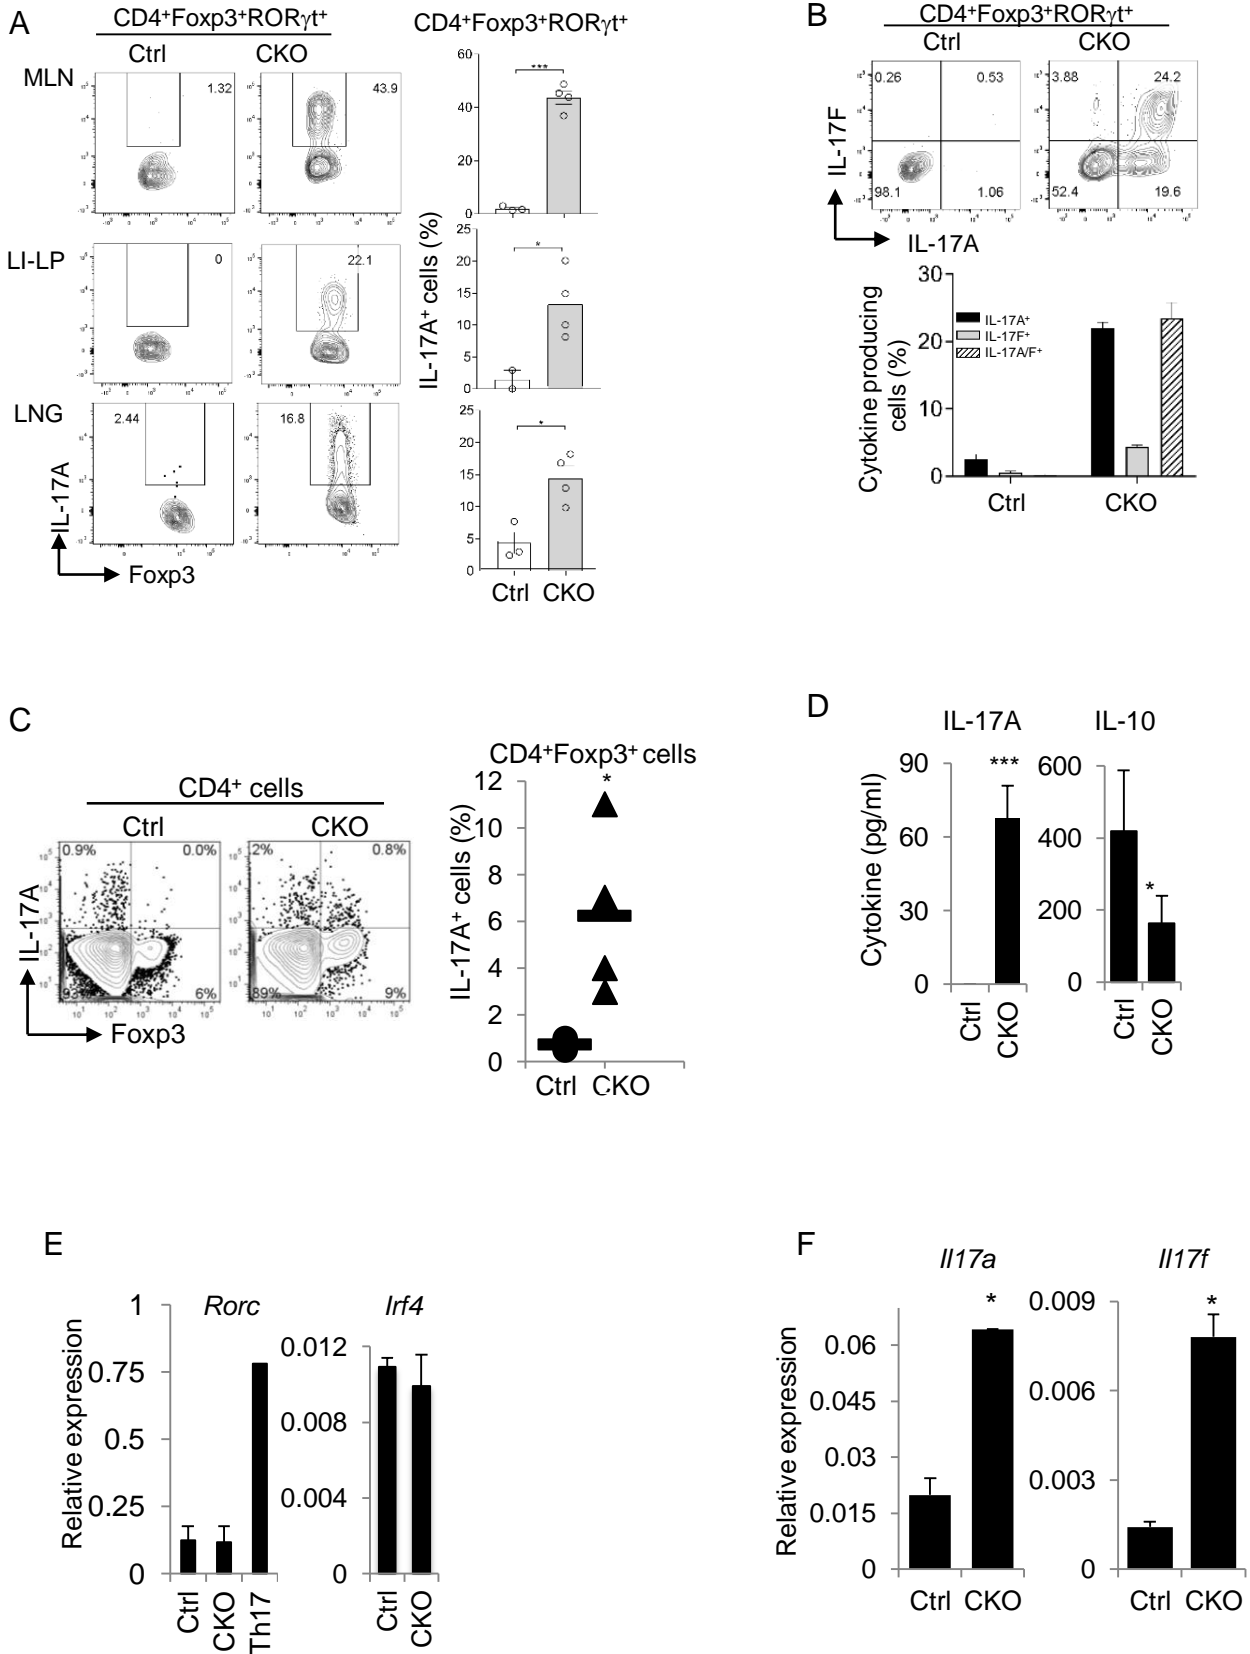 A
CD4⁺Foxp3⁺RORγt⁺
Ctrl
CKO
MLN
1.32
43.9
LI-LP
0
22.1
LNG
2.44
16.8
IL-17A
Foxp3
CD4⁺Foxp3⁺RORγt⁺
IL-17A⁺ cells (%)
60
40
20
0
***
25
20
15
10
5
0
*
25
20
15
10
5
0
*
Ctrl CKO
B
CD4⁺Foxp3⁺RORγt⁺
Ctrl
CKO
0.26
0.53
98.1
1.06
3.88
24.2
52.4
19.6
IL-17F
IL-17A
Cytokine producing
cells (%)
30
20
10
0
IL-17A⁺
IL-17F⁺
IL-17A/F⁺
Ctrl
CKO
C
CD4⁺ cells
Ctrl
CKO
0.9%
0.0%
6%
2%
0.8%
89%
9%
IL-17A
Foxp3
CD4⁺Foxp3⁺ cells
*
IL-17A⁺ cells (%)
12
10
8
6
4
2
0
Ctrl CKO
D
IL-17A
IL-10
Cytokine (pg/ml)
90
60
30
0
***
Ctrl
CKO
600
400
200
0
*
Ctrl
CKO
E
Rorc
Irf4
Relative expression
1
0.75
0.5
0.25
0
Ctrl
CKO
Th17
0.012
0.008
0.004
0
Ctrl
CKO
F
Il17a
Il17f
Relative expression
*
0.06
0.045
0.03
0.015
0
Ctrl CKO
*
0.009
0.006
0.003
0
Ctrl CKO